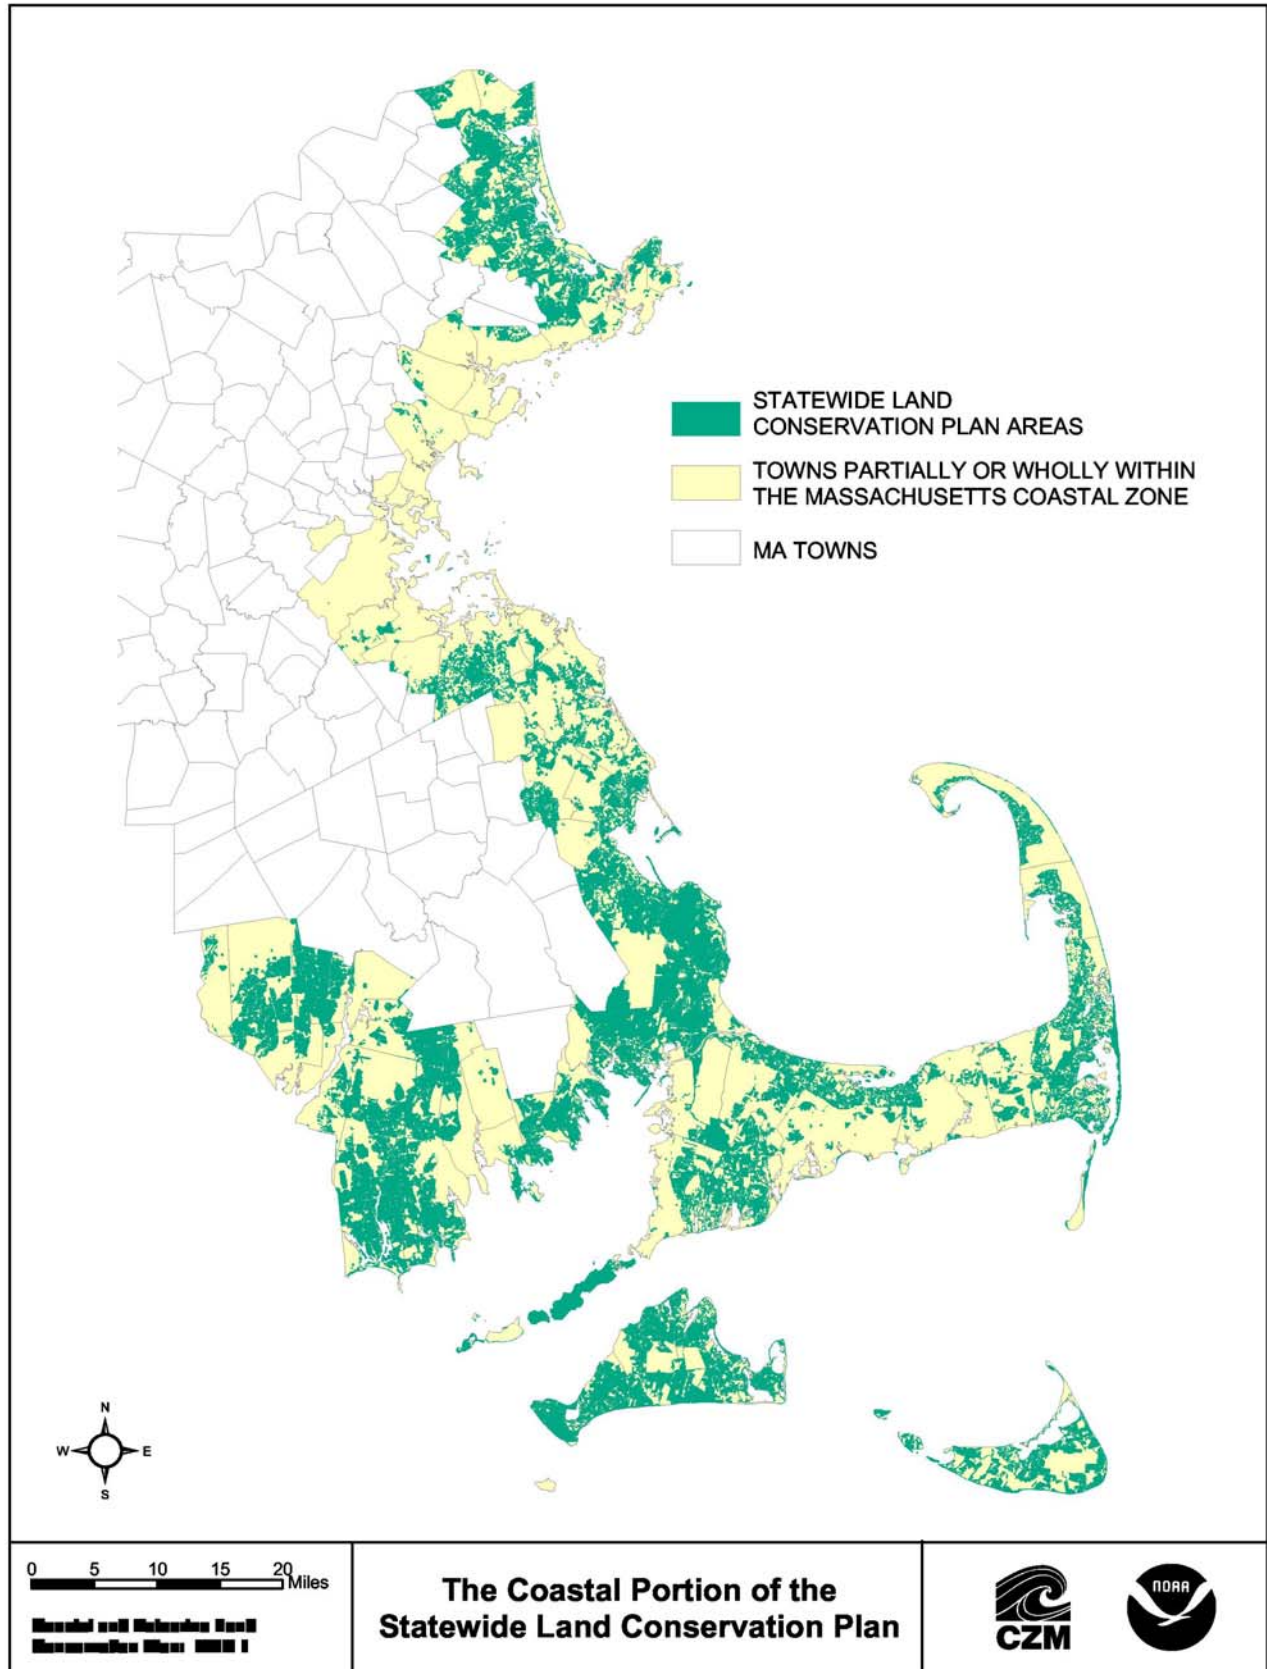 STATEWIDE LAND
CONSERVATION PLAN AREAS
TOWNS PARTIALLY OR WHOLLY WITHIN
THE MASSACHUSETTS COASTAL ZONE
MA TOWNS
N
W E
S
0 5 10 15 20
Miles
The Coastal Portion of the
Statewide Land Conservation Plan
CZM
NOAA